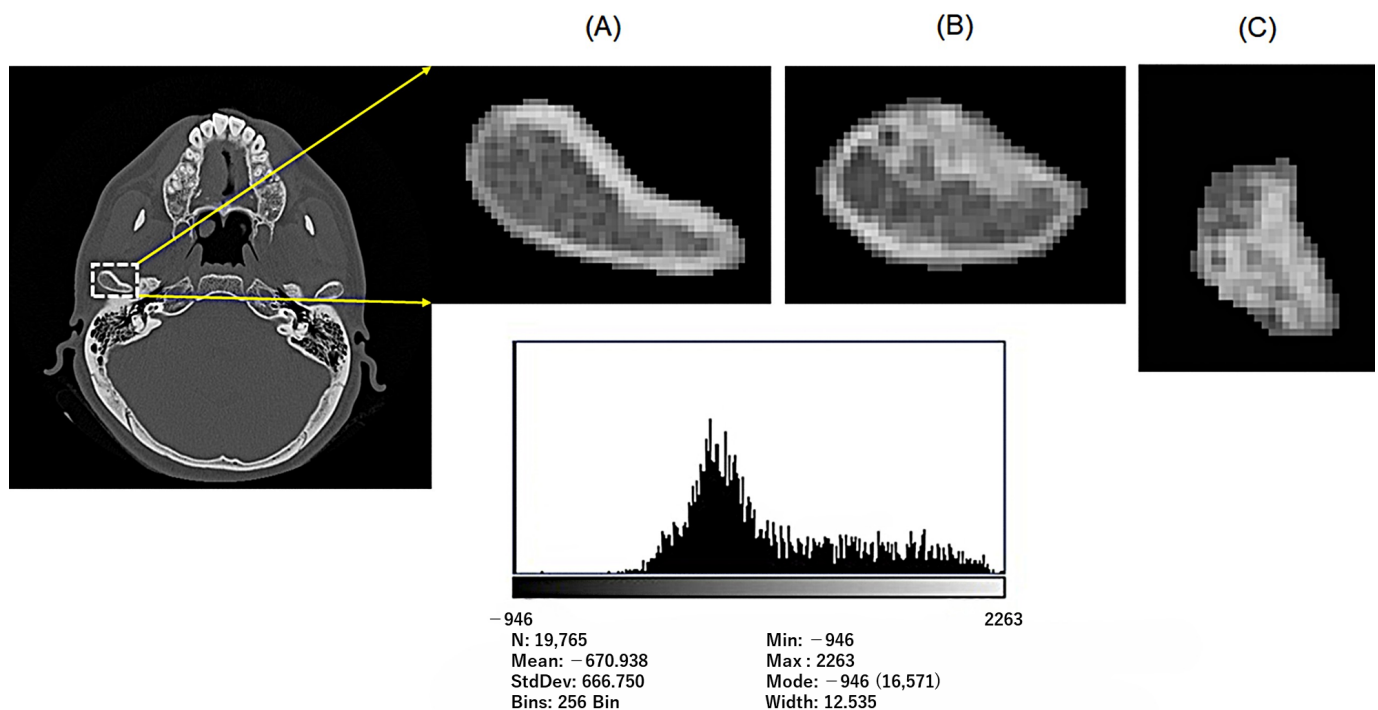 (A)
(B)
(C)
−946
2263
N: 19,765
Min: −946
Mean: −670.938
Max : 2263
StdDev: 666.750
Mode: −946 (16,571)
Bins: 256 Bin
Width: 12.535